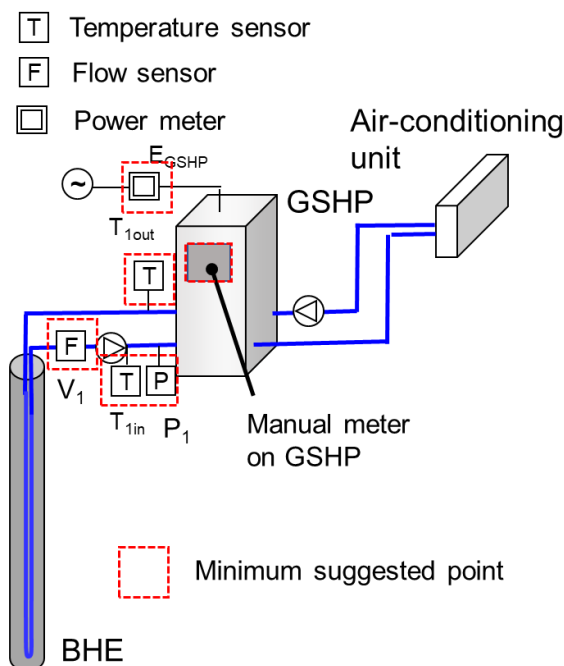 T Temperature sensor
F Flow sensor
Power meter
Air-conditioning
unit
E GSHP
~
GSHP
T 1out
T
F
T P
V 1
T 1in P 1
Manual meter
on GSHP
Minimum suggested point
BHE